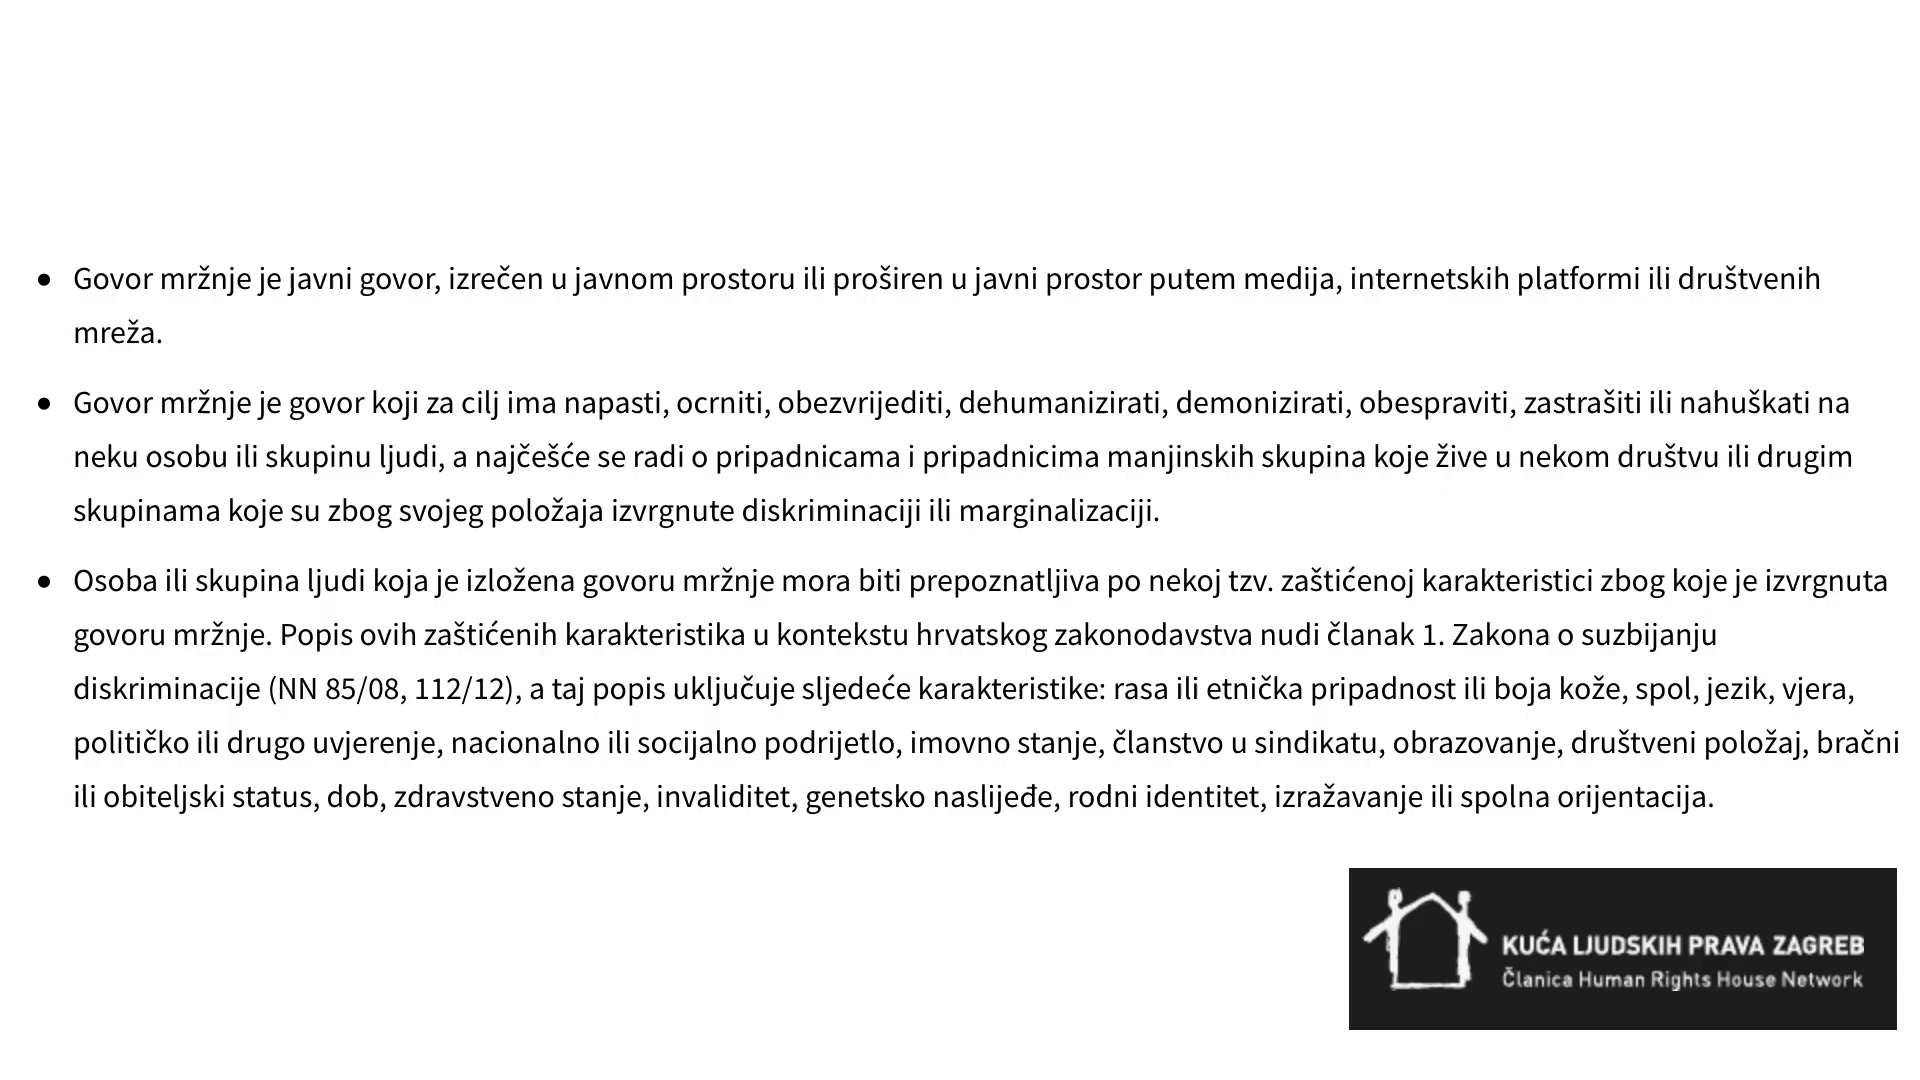 Govor mržnje je javni govor, izrečen u javnom prostoru ili proširen u javni prostor putem medija, internetskih platformi ili društvenih
mreža.
Govor mržnje je govor koji za cilj ima napasti, ocrniti, obezvrijediti, dehumanizirati, demonizirati, obespraviti, zastrašiti ili nahuškati na
neku osobu ili skupinu ljudi, a najčešće se radi o pripadnicama i pripadnicima manjinskih skupina koje žive u nekom društvu ili drugim
skupinama koje su zbog svojeg položaja izvrgnute diskriminaciji ili marginalizaciji.
Osoba ili skupina ljudi koja je izložena govoru mržnje mora biti prepoznatljiva po nekoj tzv. zaštićenoj karakteristici zbog koje je izvrgnuta
govoru mržnje. Popis ovih zaštićenih karakteristika u kontekstu hrvatskog zakonodavstva nudi članak 1. Zakona o suzbijanju
diskriminacije (NN 85/08, 112/12), a taj popis uključuje sljedeće karakteristike: rasa ili etnička pripadnost ili boja kože, spol, jezik, vjera,
političko ili drugo uvjerenje, nacionalno ili socijalno podrijetlo, imovno stanje, članstvo u sindikatu, obrazovanje, društveni položaj, bračni
ili obiteljski status, dob, zdravstveno stanje, invaliditet, genetsko naslijeđe, rodni identitet, izražavanje ili spolna orijentacija.
KUĆA LJUDSKIH PRAVA ZAGREB
Članica Human Rights House Network